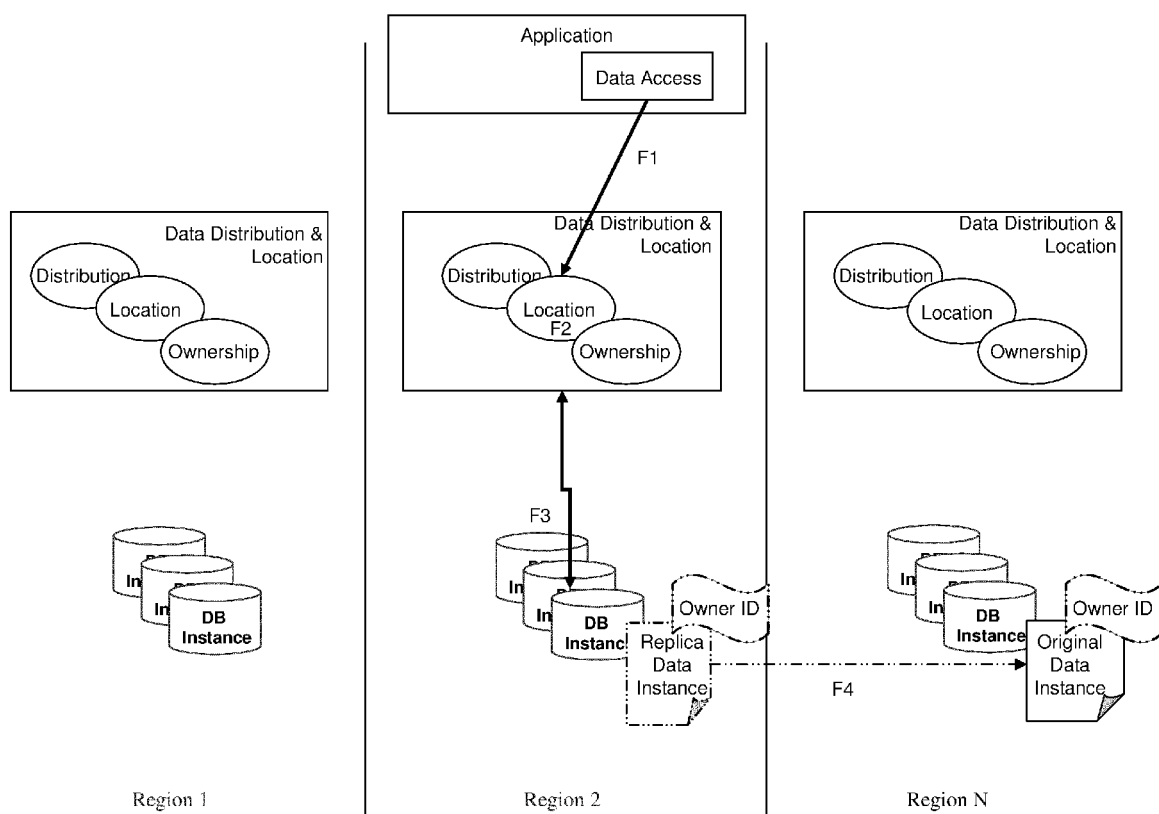 Application
Data Access
F1
Data Distribution &
Location
Distribution
Location
Ownership
Data Distribution &
Location
Distribution
Location
F2
Ownership
Data Distribution &
Location
Distribution
Location
Ownership
F3
DB
Instance
DB
Instanc
Owner ID
Replica
Data
Instance
F4
DB
Instance
Owner ID
Original
Data
Instance
Region 1
Region 2
Region N